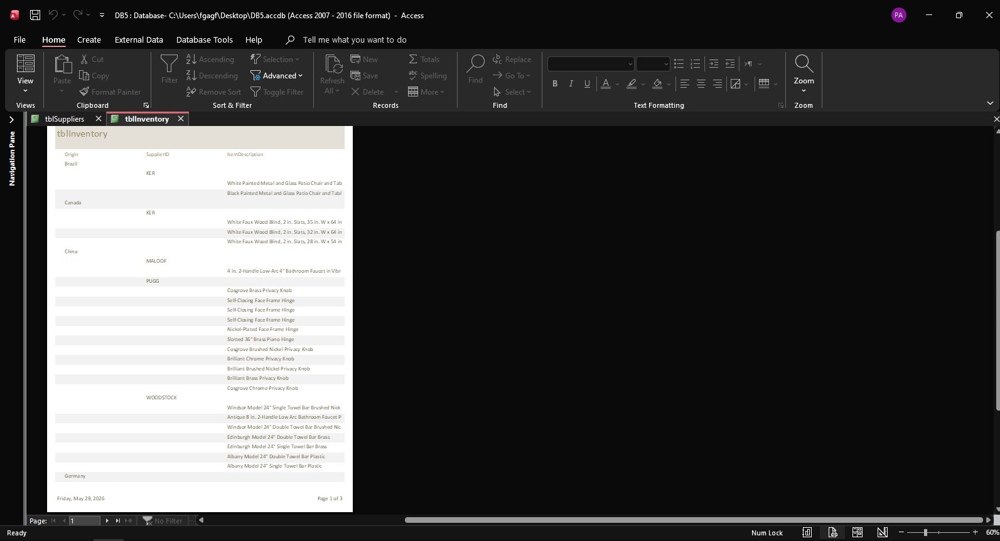 DB5 : Database- C:\Users\fgagf\Desktop\DB5.accdb (Access 2007 - 2016 file format) - Access
PA
File Home Create External Data Database Tools Help Tell me what you want to do
View
Views
Paste
Cut
Copy
Format Painter
Clipboard
Filter
Ascending
Descending
Remove Sort
Selection
Advanced
Toggle Filter
Sort & Filter
Refresh
All
New
Save
Delete
Totals
Spelling
More
Records
Find
Replace
Go To
Select
Find
B I U A
Text Formatting
Zoom
Zoom
tblSuppliers tblInventory
Navigation Pane
tblInventory
Origin SupplierID ItemDescription
Brazil
KER
White Painted Metal and Glass Patio Chair and Tab
Black Painted Metal and Glass Patio Chair and Tabl
Canada
KER
White Faux Wood Blind, 2 in. Slats, 35 in. W x 64 in
White Faux Wood Blind, 2 in. Slats, 32 in. W x 64 in
White Faux Wood Blind, 2 in. Slats, 28 in. W x 54 in
China
MALOOF
4 in. 2-Handle Low-Arc 4" Bathroom Faucet in Vibr
PUGG
Cosgrove Brass Privacy Knob
Self-Closing Face Frame Hinge
Self-Closing Face Frame Hinge
Self-Closing Face Frame Hinge
Nickel-Plated Face Frame Hinge
Slotted 36" Brass Piano Hinge
Cosgrove Brushed Nickel Privacy Knob
Brilliant Chrome Privacy Knob
Brilliant Brushed Nickel Privacy Knob
Brilliant Brass Privacy Knob
Cosgrove Chrome Privacy Knob
WOODSTOCK
Windsor Model 24" Single Towel Bar Brushed Nick
Antique 8 in. 2-Handle Low Arc Bathroom Faucet P
Windsor Model 24" Double Towel Bar Brushed Nic
Edinburgh Model 24" Double Towel Bar Brass
Edinburgh Model 24" Single Towel Bar Brass
Albany Model 24" Double Towel Bar Plastic
Albany Model 24" Single Towel Bar Plastic
Germany
Friday, May 29, 2026 Page 1 of 3
Page: 1 No Filter
Ready Num Lock 60%